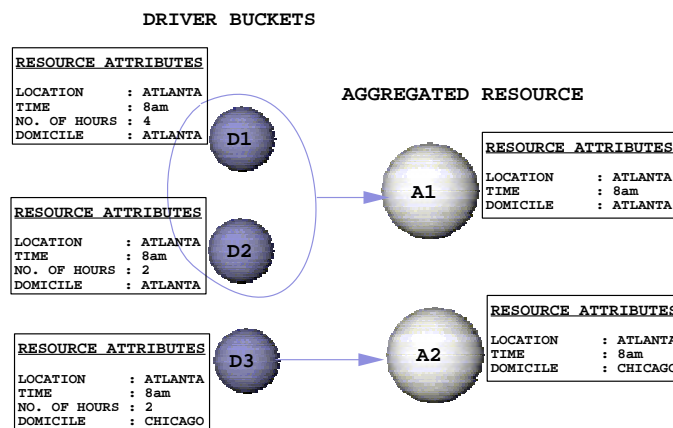 DRIVER BUCKETS
RESOURCE ATTRIBUTES
LOCATION : ATLANTA
TIME : 8am
NO. OF HOURS : 4
DOMICILE : ATLANTA
D1
AGGREGATED RESOURCE
RESOURCE ATTRIBUTES
LOCATION : ATLANTA
TIME : 8am
DOMICILE : ATLANTA
A1
RESOURCE ATTRIBUTES
LOCATION : ATLANTA
TIME : 8am
NO. OF HOURS : 2
DOMICILE : ATLANTA
D2
RESOURCE ATTRIBUTES
LOCATION : ATLANTA
TIME : 8am
DOMICILE : CHICAGO
A2
RESOURCE ATTRIBUTES
LOCATION : ATLANTA
TIME : 8am
NO. OF HOURS : 2
DOMICILE : CHICAGO
D3